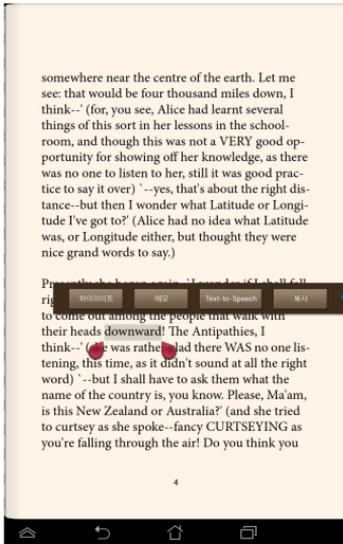 somewhere near the centre of the earth. Let me
see: that would be four thousand miles down, I
think--' (for, you see, Alice had learnt several
things of this sort in her lessons in the school-
room, and though this was not a VERY good op-
portunity for showing off her knowledge, as there
was no one to listen to her, still it was good prac-
tice to say it over) `--yes, that's about the right dis-
tance--but then I wonder what Latitude or Longi-
tude I've got to?' (Alice had no idea what Latitude
was, or Longitude either, but thought they were
nice grand words to say.)
Presently she began again. `I wonder if I shall fall
하이라이트 메모 Text-to-Speech 복사
to come out among the people that walk with
their heads downward! The Antipathies, I
think--' (she was rather glad there WAS no one lis-
tening, this time, as it didn't sound at all the right
word) `--but I shall have to ask them what the
name of the country is, you know. Please, Ma'am,
is this New Zealand or Australia?' (and she tried
to curtsey as she spoke--fancy CURTSEYING as
you're falling through the air! Do you think you
4